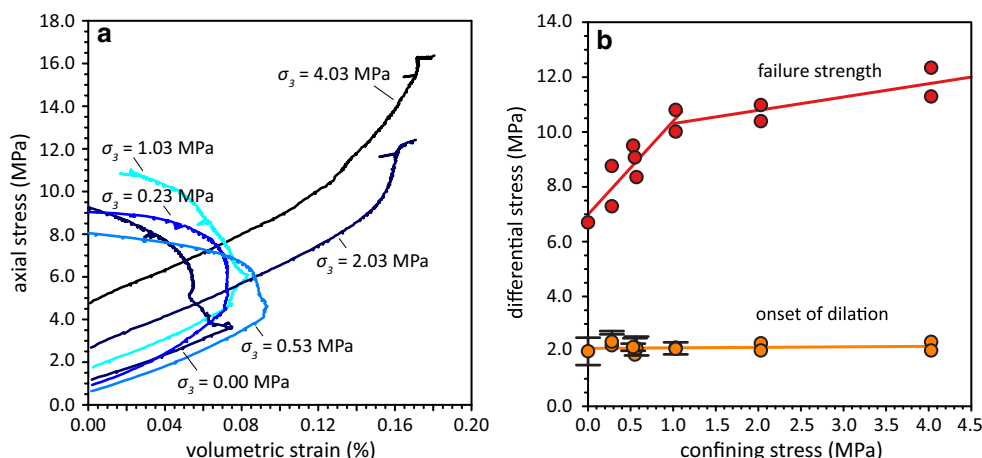 a
axial stress (MPa)
18.0
16.0
14.0
12.0
10.0
8.0
6.0
4.0
2.0
0.0
σ3 = 4.03 MPa
σ3 = 1.03 MPa
σ3 = 0.23 MPa
σ3 = 2.03 MPa
σ3 = 0.53 MPa
σ3 = 0.00 MPa
0.00 0.04 0.08 0.12 0.16 0.20
volumetric strain (%)
b
differential stress (MPa)
14.0
12.0
10.0
8.0
6.0
4.0
2.0
0.0
failure strength
onset of dilation
0.0 0.5 1.0 1.5 2.0 2.5 3.0 3.5 4.0 4.5
confining stress (MPa)